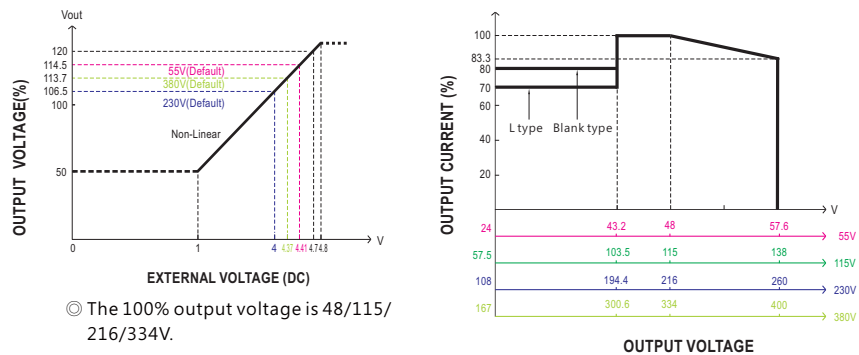 Vout
OUTPUT VOLTAGE(%)
120
114.5
113.7
106.5
100
50
55V(Default)
380V(Default)
230V(Default)
Non-Linear
0
1
4
4.37
4.41
4.7
4.8
V
EXTERNAL VOLTAGE (DC)
◎ The 100% output voltage is 48/115/
216/334V.
OUTPUT CURRENT (%)
100
83.3
80
70
60
40
20
L type
Blank type
V
24 43.2 48 57.6 55V
57.5 103.5 115 138 115V
108 194.4 216 260 230V
167 300.6 334 400 380V
OUTPUT VOLTAGE